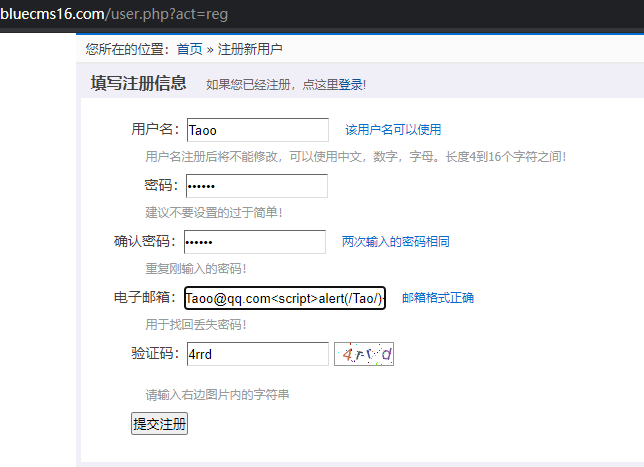 bluecms16.com/user.php?act=reg
您所在的位置：首页 » 注册新用户
填写注册信息 如果您已经注册，点这里登录!
用户名：Taoo 该用户名可以使用
用户名注册后将不能修改，可以使用中文，数字，字母。长度4到16个字符之间!
密码：••••••
建议不要设置的过于简单!
确认密码：•••••• 两次输入的密码相同
重复刚输入的密码!
电子邮箱：Taoo@qq.com<script>alert(/Tao/) 邮箱格式正确
用于找回丢失密码!
验证码：4rrd 4rrd
请输入右边图片内的字符串
提交注册